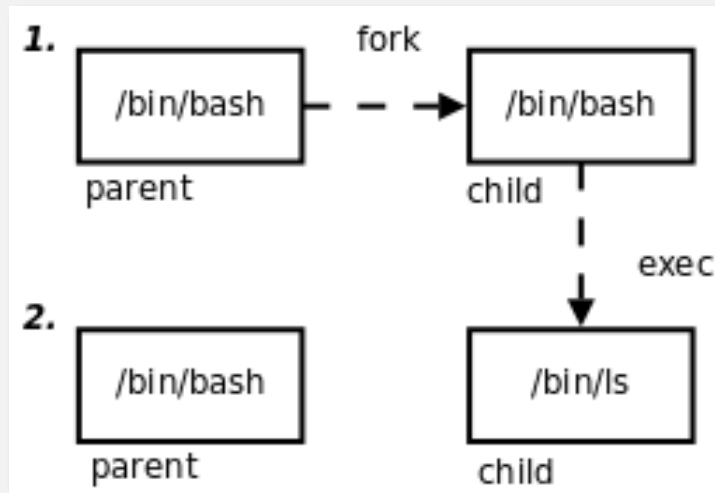 1.
fork
/bin/bash
/bin/bash
parent
child
exec
2.
/bin/bash
/bin/ls
parent
child